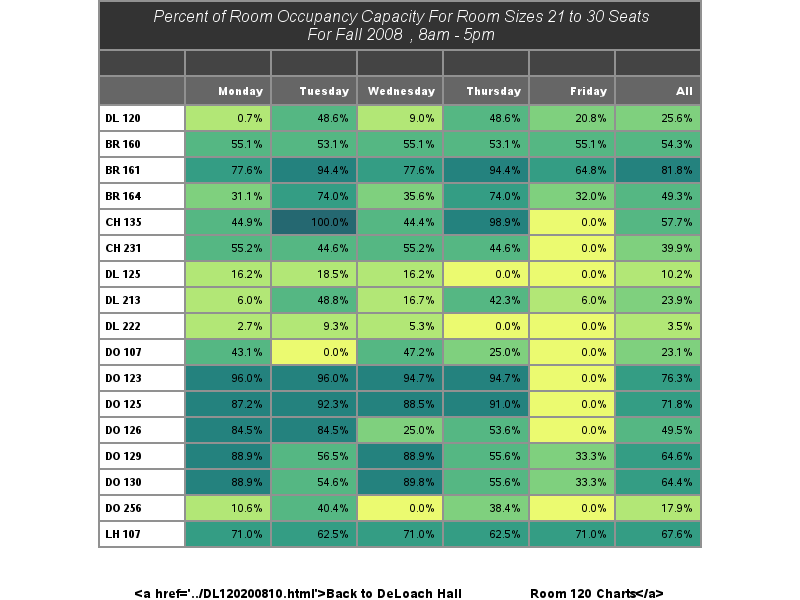 Percent of Room Occupancy Capacity For Room Sizes 21 to 30 Seats
For Fall 2008 , 8am - 5pm
Monday Tuesday Wednesday Thursday Friday All
DL 120 0.7% 48.6% 9.0% 48.6% 20.8% 25.6%
BR 160 55.1% 53.1% 55.1% 53.1% 55.1% 54.3%
BR 161 77.6% 94.4% 77.6% 94.4% 64.8% 81.8%
BR 164 31.1% 74.0% 35.6% 74.0% 32.0% 49.3%
CH 135 44.9% 100.0% 44.4% 98.9% 0.0% 57.7%
CH 231 55.2% 44.6% 55.2% 44.6% 0.0% 39.9%
DL 125 16.2% 18.5% 16.2% 0.0% 0.0% 10.2%
DL 213 6.0% 48.8% 16.7% 42.3% 6.0% 23.9%
DL 222 2.7% 9.3% 5.3% 0.0% 0.0% 3.5%
DO 107 43.1% 0.0% 47.2% 25.0% 0.0% 23.1%
DO 123 96.0% 96.0% 94.7% 94.7% 0.0% 76.3%
DO 125 87.2% 92.3% 88.5% 91.0% 0.0% 71.8%
DO 126 84.5% 84.5% 25.0% 53.6% 0.0% 49.5%
DO 129 88.9% 56.5% 88.9% 55.6% 33.3% 64.6%
DO 130 88.9% 54.6% 89.8% 55.6% 33.3% 64.4%
DO 256 10.6% 40.4% 0.0% 38.4% 0.0% 17.9%
LH 107 71.0% 62.5% 71.0% 62.5% 71.0% 67.6%
<a href='../DL120200810.html'>Back to DeLoach Hall Room 120 Charts</a>